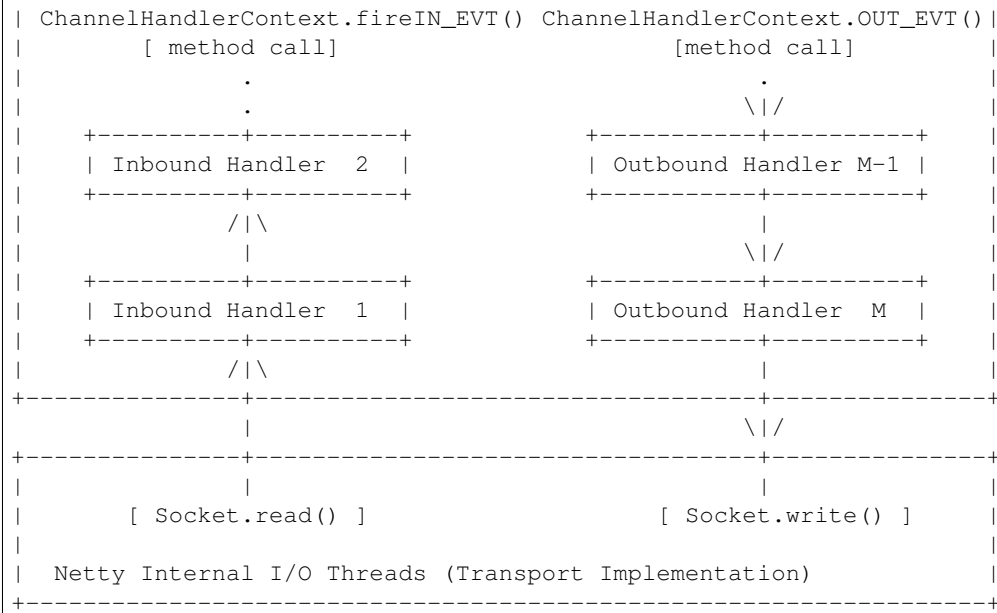 | ChannelHandlerContext.fireIN_EVT() ChannelHandlerContext.OUT_EVT()|
|        [ method call]                       [method call]         |
|               .                                  .               |
|               .                                 \|/              |
|    +----------+----------+            +-----------+----------+    |
|    | Inbound Handler  2  |            | Outbound Handler M-1 |    |
|    +----------+----------+            +-----------+----------+    |
|              /|\                                  |               |
|               |                                  \|/              |
|    +----------+----------+            +-----------+----------+    |
|    | Inbound Handler  1  |            | Outbound Handler  M  |    |
|    +----------+----------+            +-----------+----------+    |
|              /|\                                  |               |
+---------------+-----------------------------------+---------------+
                |                                  \|/
+---------------+-----------------------------------+---------------+
|               |                                   |               |
|       [ Socket.read() ]                    [ Socket.write() ]     |
|                                                                   |
|  Netty Internal I/O Threads (Transport Implementation)            |
+-------------------------------------------------------------------+